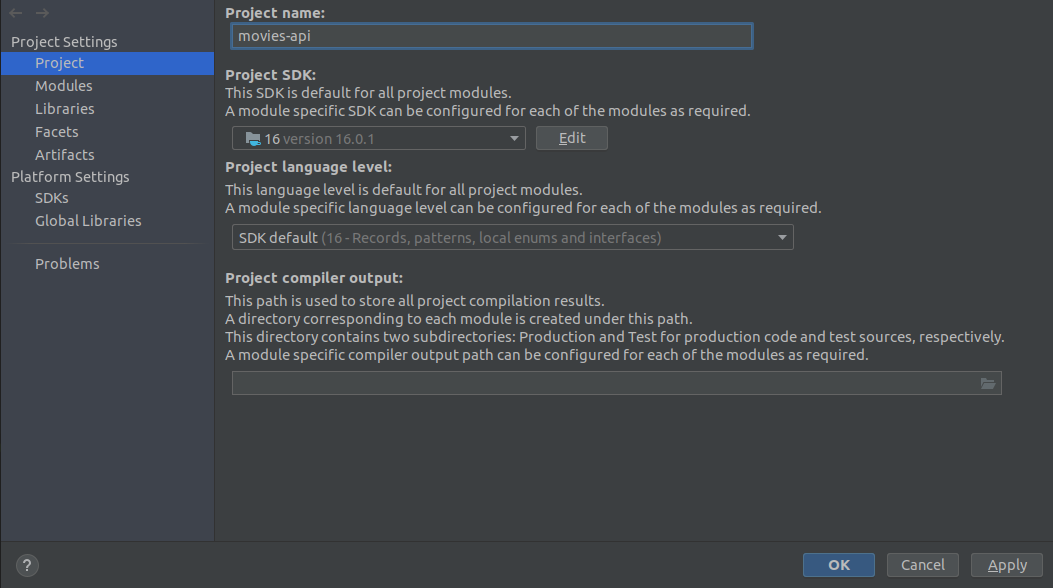 Project Settings
Project
Modules
Libraries
Facets
Artifacts
Platform Settings
SDKs
Global Libraries
Problems
Project name:
movies-api
Project SDK:
This SDK is default for all project modules.
A module specific SDK can be configured for each of the modules as required.
16 version 16.0.1
Edit
Project language level:
This language level is default for all project modules.
A module specific language level can be configured for each of the modules as required.
SDK default (16 - Records, patterns, local enums and interfaces)
Project compiler output:
This path is used to store all project compilation results.
A directory corresponding to each module is created under this path.
This directory contains two subdirectories: Production and Test for production code and test sources, respectively.
A module specific compiler output path can be configured for each of the modules as required.
?
OK
Cancel
Apply